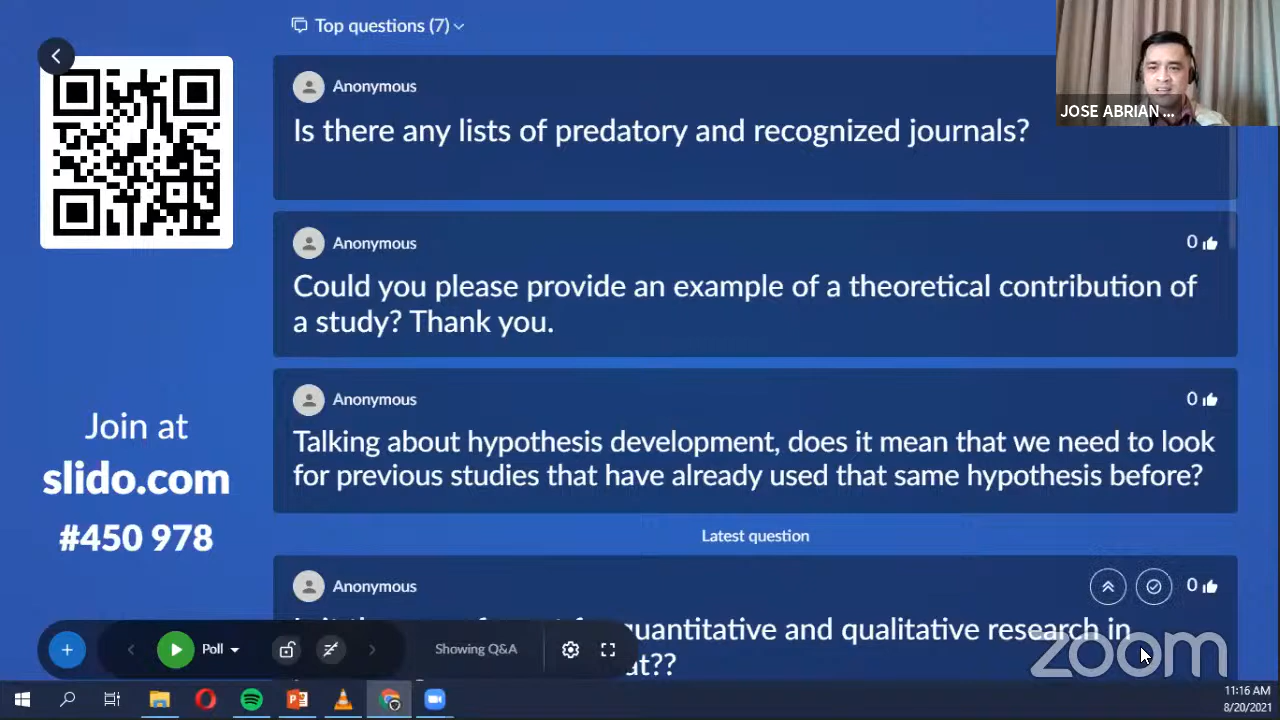 Top questions (7)
JOSE ABRIAN ...
Anonymous
Is there any lists of predatory and recognized journals?
Anonymous
0
Could you please provide an example of a theoretical contribution of
a study? Thank you.
Anonymous
0
Talking about hypothesis development, does it mean that we need to look
for previous studies that have already used that same hypothesis before?
Latest question
Anonymous
0
quantitative and qualitative research in
at??
Join at
slido.com
#450 978
Poll
Showing Q&A
zoom
11:16 AM
8/20/2021